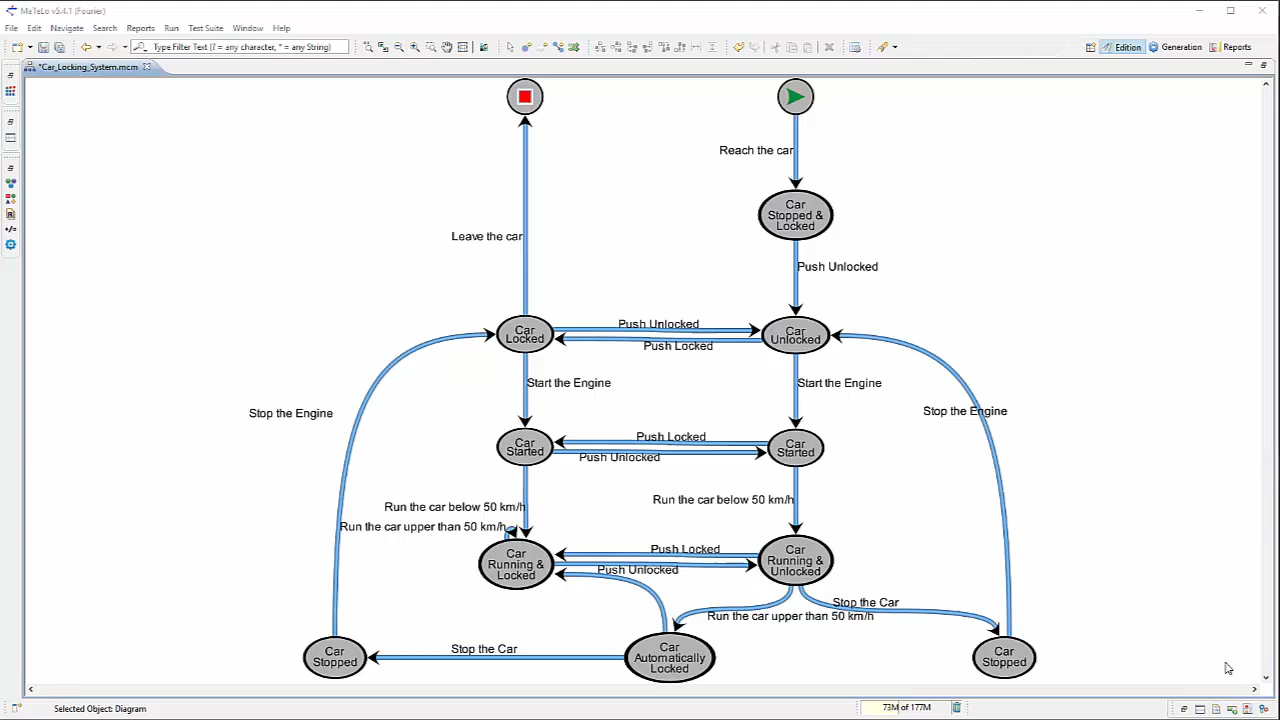 MaTeLo v5.4.1 (Fourier)
File Edit Navigate Search Reports Run Test Suite Window Help
Type Filter Text (? = any character, * = any String)
Edition Generation Reports
*Car_Locking_System.mcm
Reach the car
Car
Stopped &
Locked
Leave the car
Push Unlocked
Car
Locked
Push Unlocked
Push Locked
Car
Unlocked
Start the Engine
Start the Engine
Stop the Engine
Stop the Engine
Car
Started
Push Locked
Push Unlocked
Car
Started
Run the car below 50 km/h
Run the car below 50 km/h
Run the car upper than 50 km/h
Car
Running &
Locked
Push Locked
Push Unlocked
Car
Running &
Unlocked
Stop the Car
Run the car upper than 50 km/h
Car
Stopped
Stop the Car
Car
Automatically
Locked
Car
Stopped
Selected Object: Diagram
73M of 177M